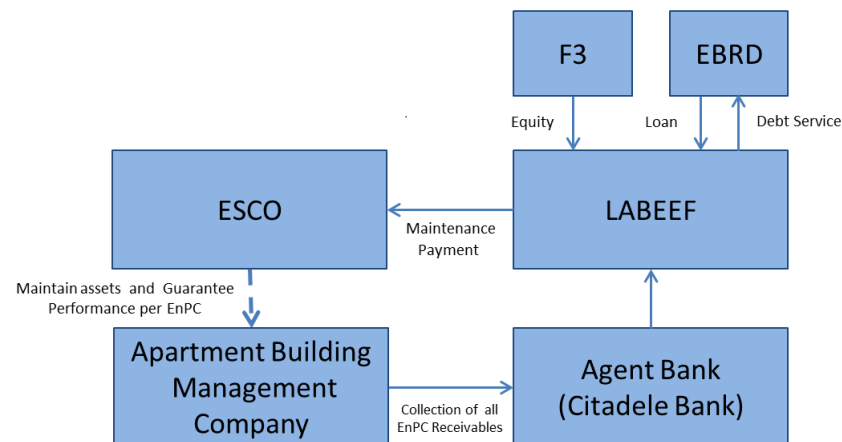 F3
EBRD
Equity
Loan
Debt Service
ESCO
LABEEF
Maintenance
Payment
Maintain assets and Guarantee
Performance per EnPC
Apartment Building
Management
Company
Collection of all
EnPC Receivables
Agent Bank
(Citadele Bank)